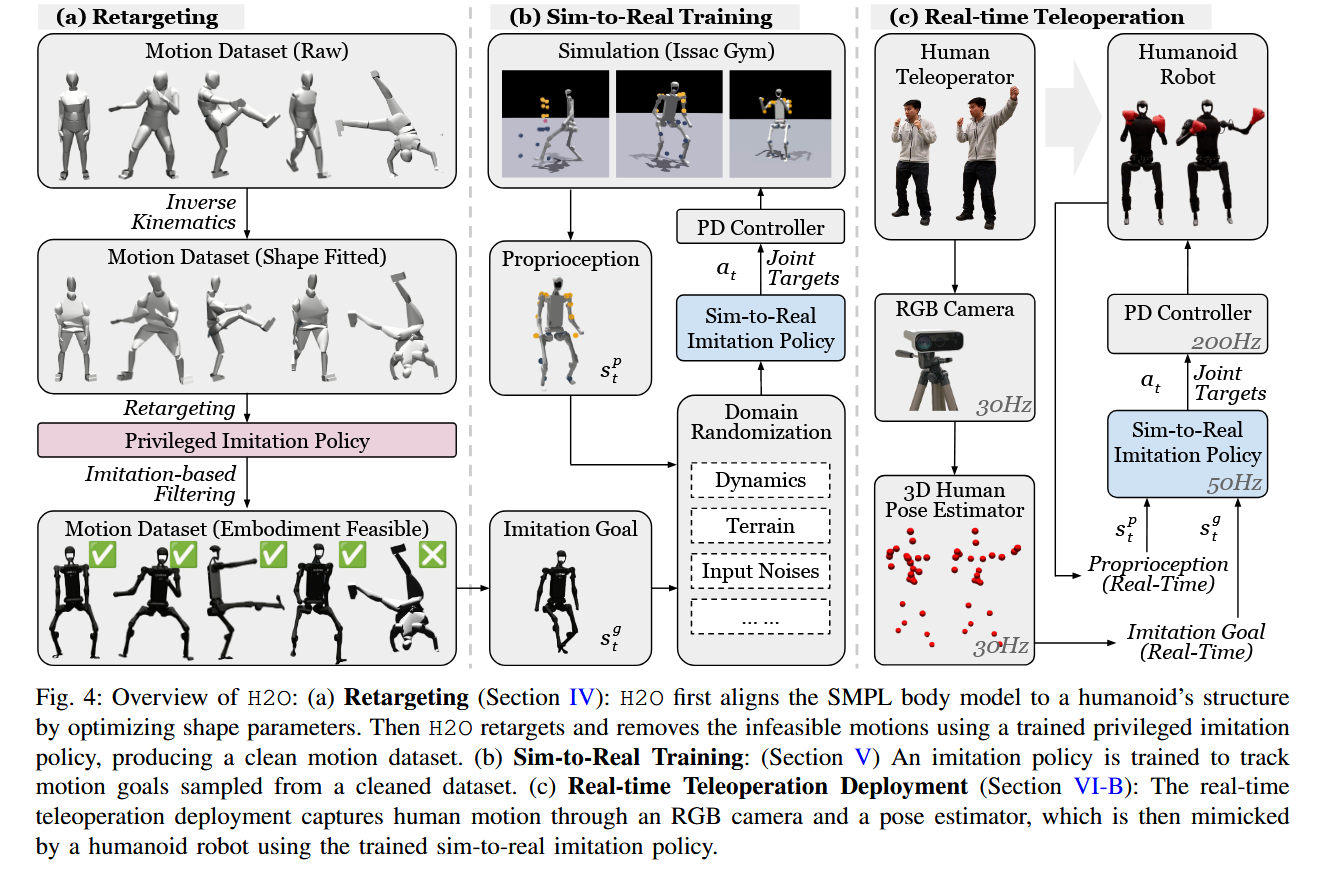 (a) Retargeting
Motion Dataset (Raw)
Inverse
Kinematics
Motion Dataset (Shape Fitted)
Retargeting
Privileged Imitation Policy
Imitation-based
Filtering
Motion Dataset (Embodiment Feasible)
(b) Sim-to-Real Training
Simulation (Issac Gym)
Proprioception
s_t^p
PD Controller
a_t
Joint
Targets
Sim-to-Real
Imitation Policy
Domain
Randomization
Dynamics
Terrain
Input Noises
... ...
Imitation Goal
s_t^g
(c) Real-time Teleoperation
Human
Teleoperator
RGB Camera
30Hz
3D Human
Pose Estimator
30Hz
Humanoid
Robot
PD Controller
200Hz
a_t
Joint
Targets
Sim-to-Real
Imitation Policy
50Hz
s_t^p
s_t^g
Proprioception
(Real-Time)
Imitation Goal
(Real-Time)
Fig. 4: Overview of H2O: (a) Retargeting (Section IV): H2O first aligns the SMPL body model to a humanoid's structure
by optimizing shape parameters. Then H2O retargets and removes the infeasible motions using a trained privileged imitation
policy, producing a clean motion dataset. (b) Sim-to-Real Training: (Section V) An imitation policy is trained to track
motion goals sampled from a cleaned dataset. (c) Real-time Teleoperation Deployment (Section VI-B): The real-time
teleoperation deployment captures human motion through an RGB camera and a pose estimator, which is then mimicked
by a humanoid robot using the trained sim-to-real imitation policy.